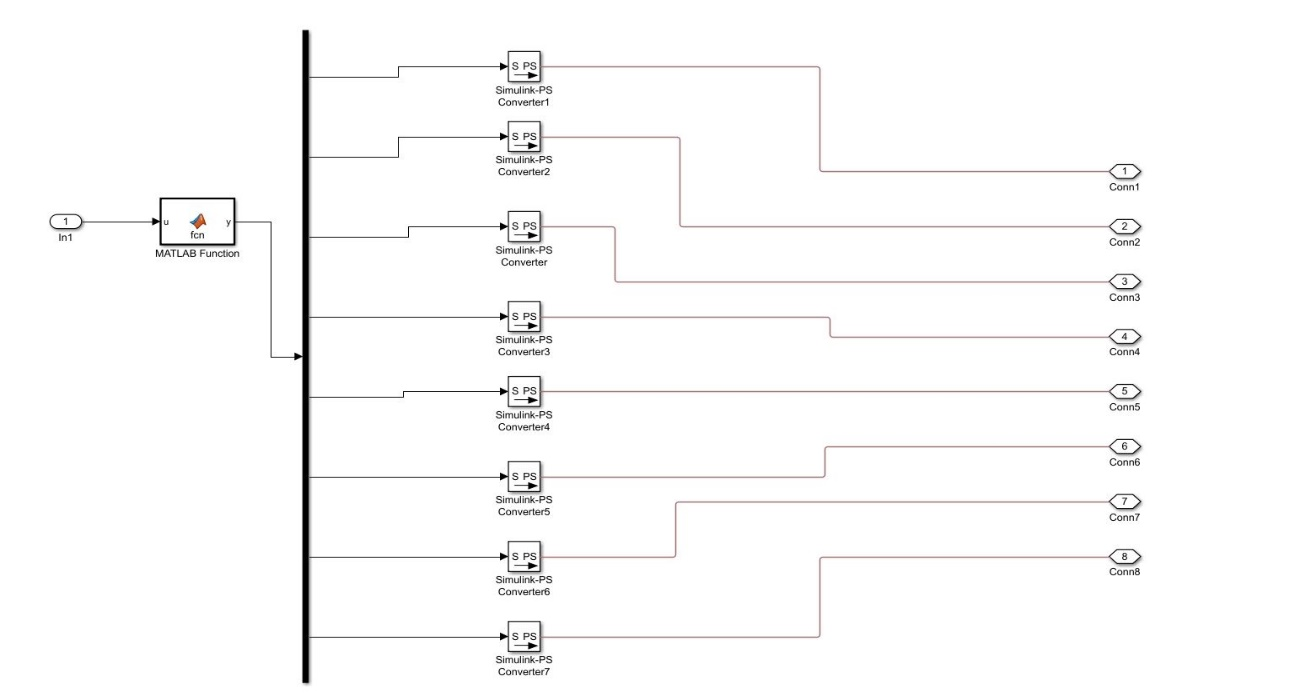 S PS
Simulink-PS
Converter1
S PS
Simulink-PS
Converter2
1
Conn1
1
In1
u
fcn
y
MATLAB Function
S PS
Simulink-PS
Converter
2
Conn2
3
Conn3
S PS
Simulink-PS
Converter3
4
Conn4
S PS
Simulink-PS
Converter4
5
Conn5
6
Conn6
S PS
Simulink-PS
Converter5
7
Conn7
S PS
Simulink-PS
Converter6
8
Conn8
S PS
Simulink-PS
Converter7